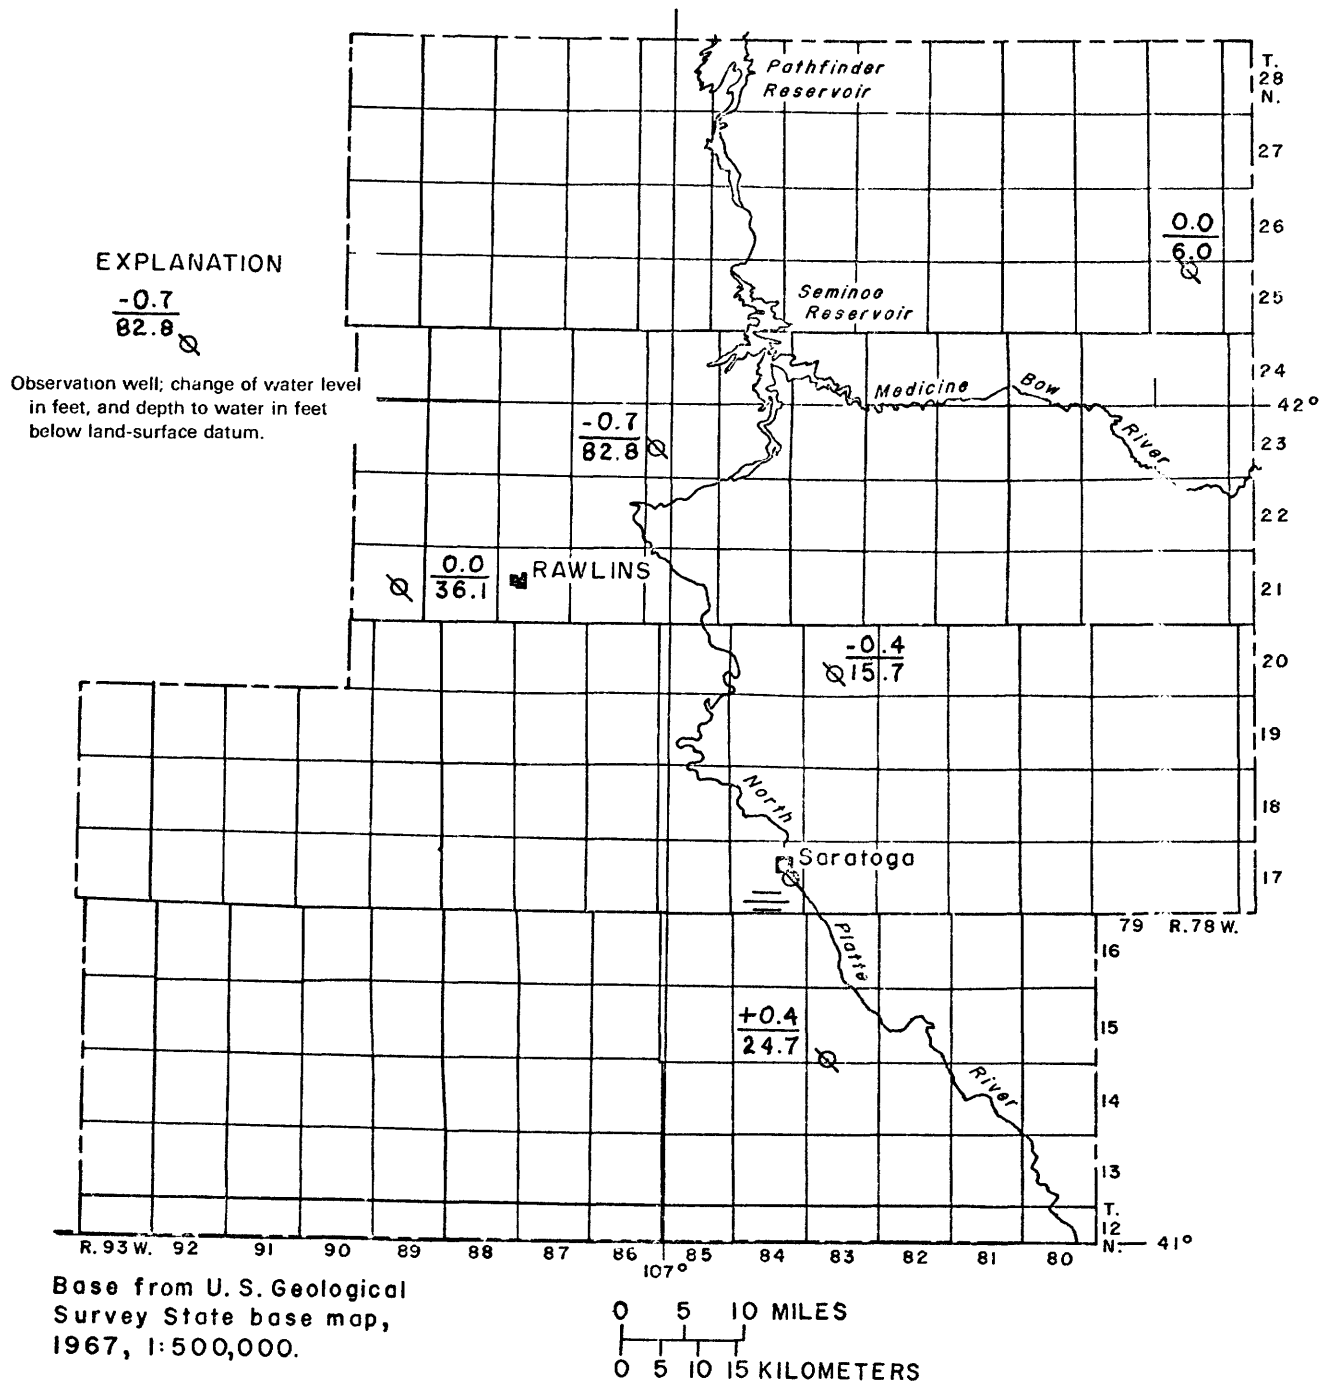 Pathfinder
Reservoir
T.
28
N.
27
0.0
6.0
26
EXPLANATION
-0.7
82.8
Observation well; change of water level
in feet, and depth to water in feet
below land-surface datum.
Seminoe
Reservoir
25
24
Medicine Bow River
42°
-0.7
82.8
23
22
0.0
36.1
RAWLINS
21
-0.4
15.7
20
19
North
18
Saratoga
17
79 R.78 W.
Platte
16
+0.4
24.7
15
River
14
13
T.
12
N.
41°
R. 93 W. 92 91 90 89 88 87 86 85 84 83 82 81 80
107°
Base from U. S. Geological
Survey State base map,
1967, 1:500,000.
0 5 10 MILES
0 5 10 15 KILOMETERS